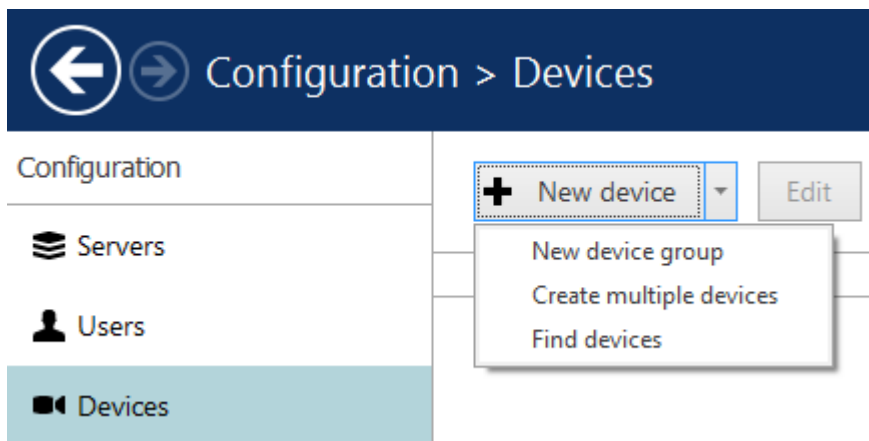 Configuration > Devices
Configuration
New device
Edit
New device group
Create multiple devices
Find devices
Servers
Users
Devices